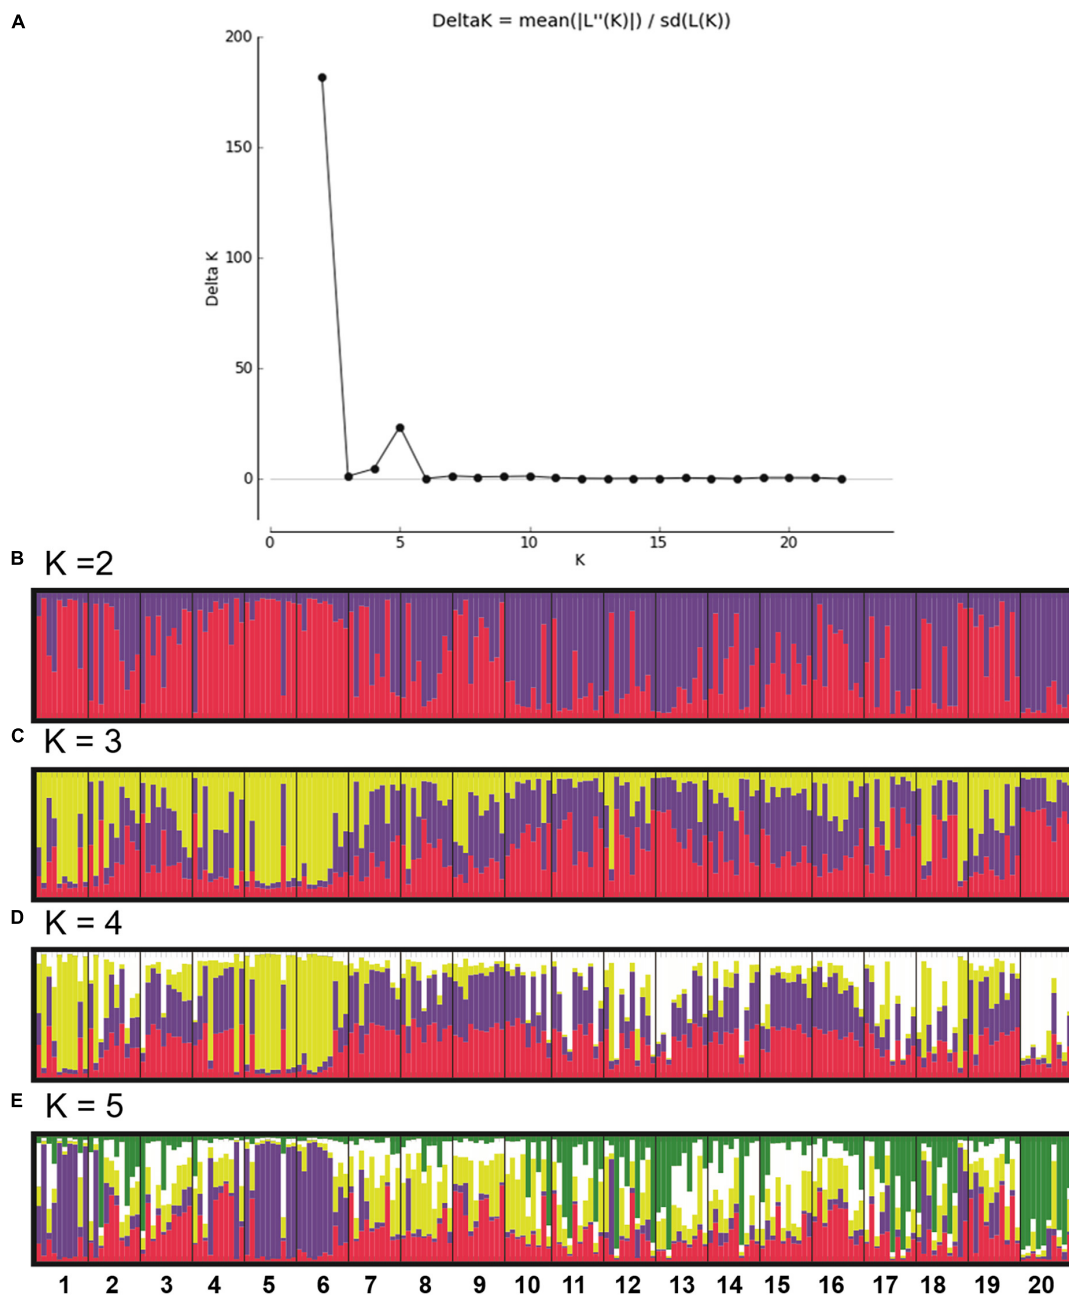 A
DeltaK = mean(|L''(K)|) / sd(L(K))
200
150
100
50
0
Delta K
0 5 10 15 20
K
B K =2
C K = 3
D K = 4
E K = 5
1 2 3 4 5 6 7 8 9 10 11 12 13 14 15 16 17 18 19 20